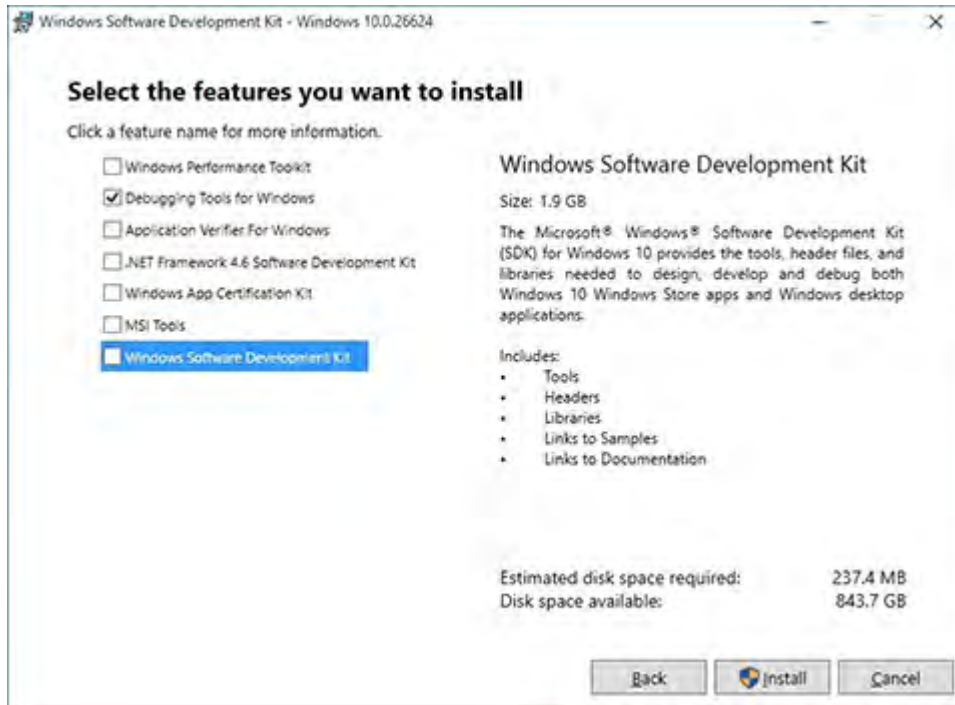 Windows Software Development Kit - Windows 10.0.26624
Select the features you want to install
Click a feature name for more information.
Windows Performance Toolkit
Debugging Tools for Windows
Application Verifier For Windows
.NET Framework 4.6 Software Development Kit
Windows App Certification Kit
MSI Tools
Windows Software Development Kit
Windows Software Development Kit
Size: 1.9 GB
The Microsoft® Windows® Software Development Kit
(SDK) for Windows 10 provides the tools, header files, and
libraries needed to design, develop and debug both
Windows 10 Windows Store apps and Windows desktop
applications.
Includes:
• Tools
• Headers
• Libraries
• Links to Samples
• Links to Documentation
Estimated disk space required: 237.4 MB
Disk space available: 843.7 GB
Back Install Cancel